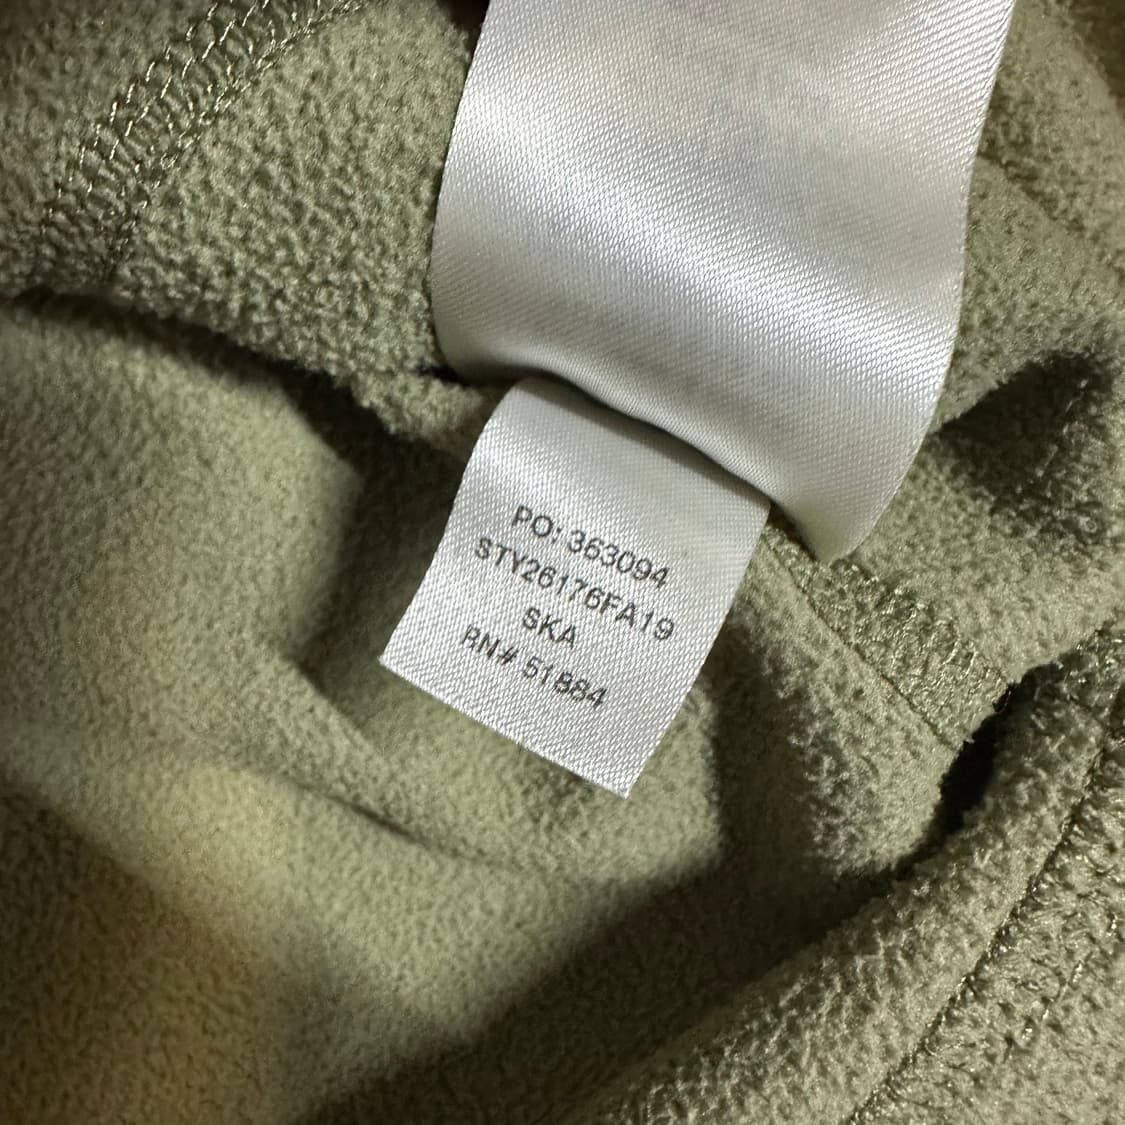 PO: 363094
STY26176FA19
SKA
RN# 51884